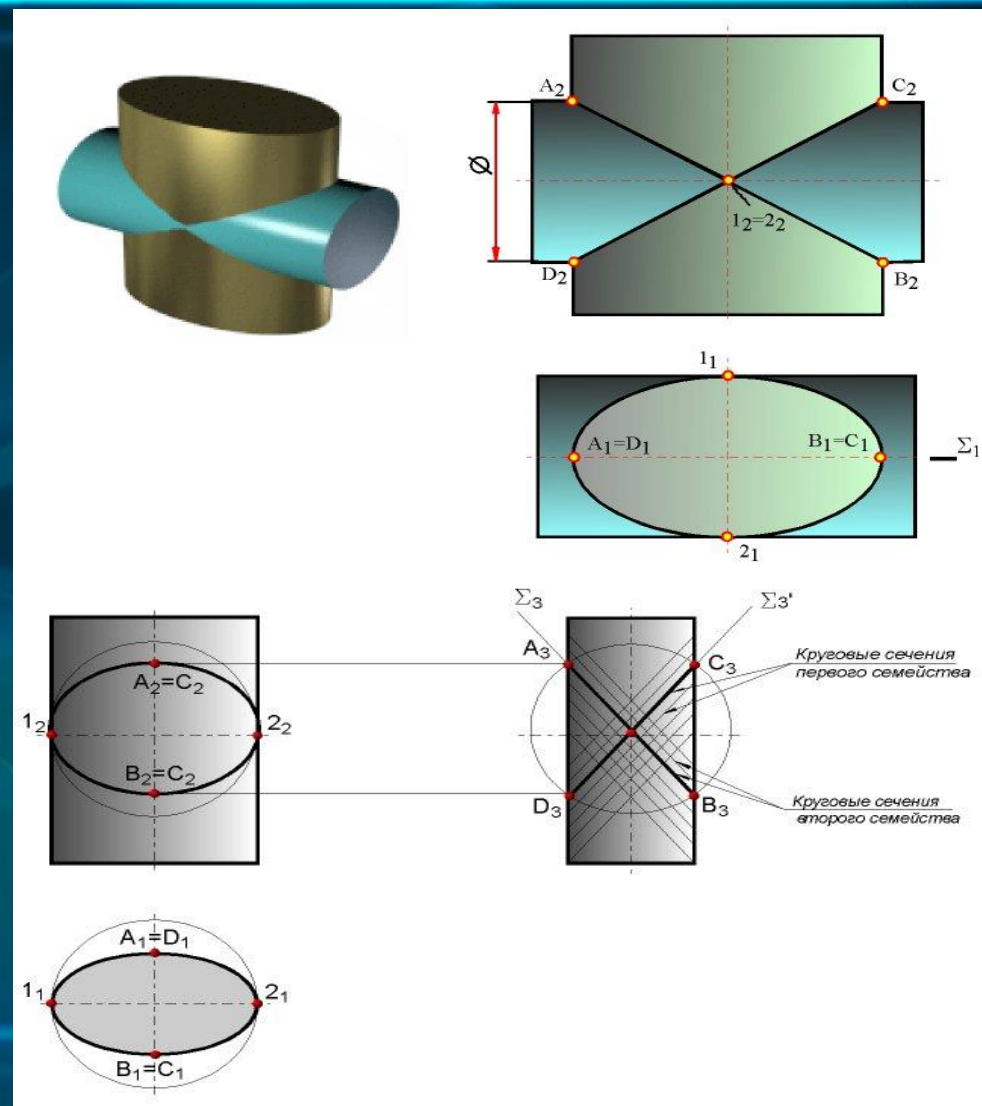 A2
C2
Ø
12=22
D2
B2
11
A1=D1
B1=C1
Σ1
21
Σ3
Σ3'
A3
C3
Круговые сечения
первого семейства
A2=C2
12
22
B2=C2
D3
B3
Круговые сечения
второго семейства
A1=D1
11
21
B1=C1